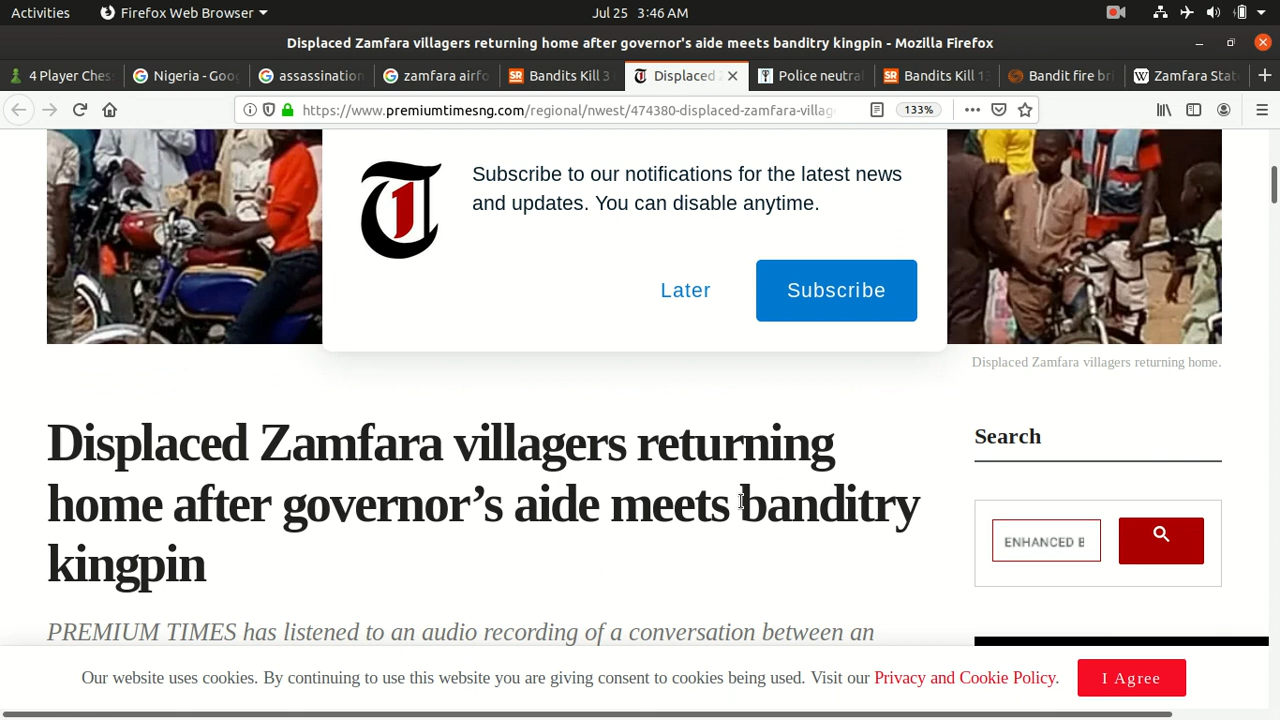 Activities Firefox Web Browser Jul 25 3:46 AM
Displaced Zamfara villagers returning home after governor's aide meets banditry kingpin - Mozilla Firefox
4 Player Ches Nigeria - Goo assassination zamfara airfo Bandits Kill 3 Displaced Z Police neutral Bandits Kill 13 Bandit fire bri Zamfara State
https://www.premiumtimesng.com/regional/nwest/474380-displaced-zamfara-villag 133%
Subscribe to our notifications for the latest news
and updates. You can disable anytime.
Later Subscribe
Displaced Zamfara villagers returning home.
Displaced Zamfara villagers returning
home after governor’s aide meets banditry
kingpin
Search
ENHANCED B
PREMIUM TIMES has listened to an audio recording of a conversation between an
Our website uses cookies. By continuing to use this website you are giving consent to cookies being used. Visit our Privacy and Cookie Policy. I Agree